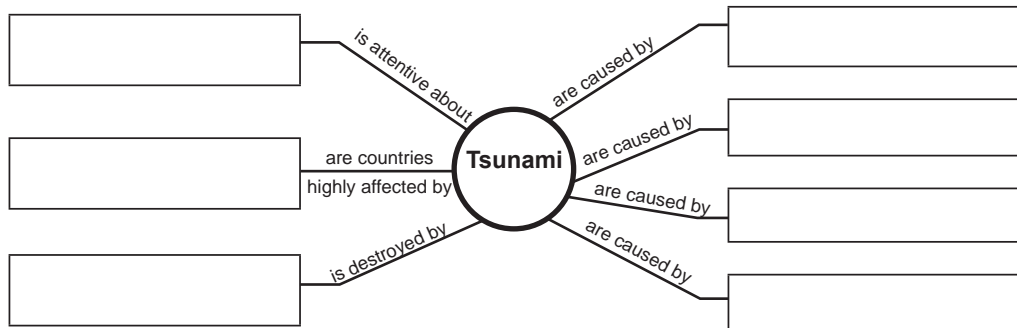 is attentive about
are countries
highly affected by
is destroyed by
Tsunami
are caused by
are caused by
are caused by
are caused by